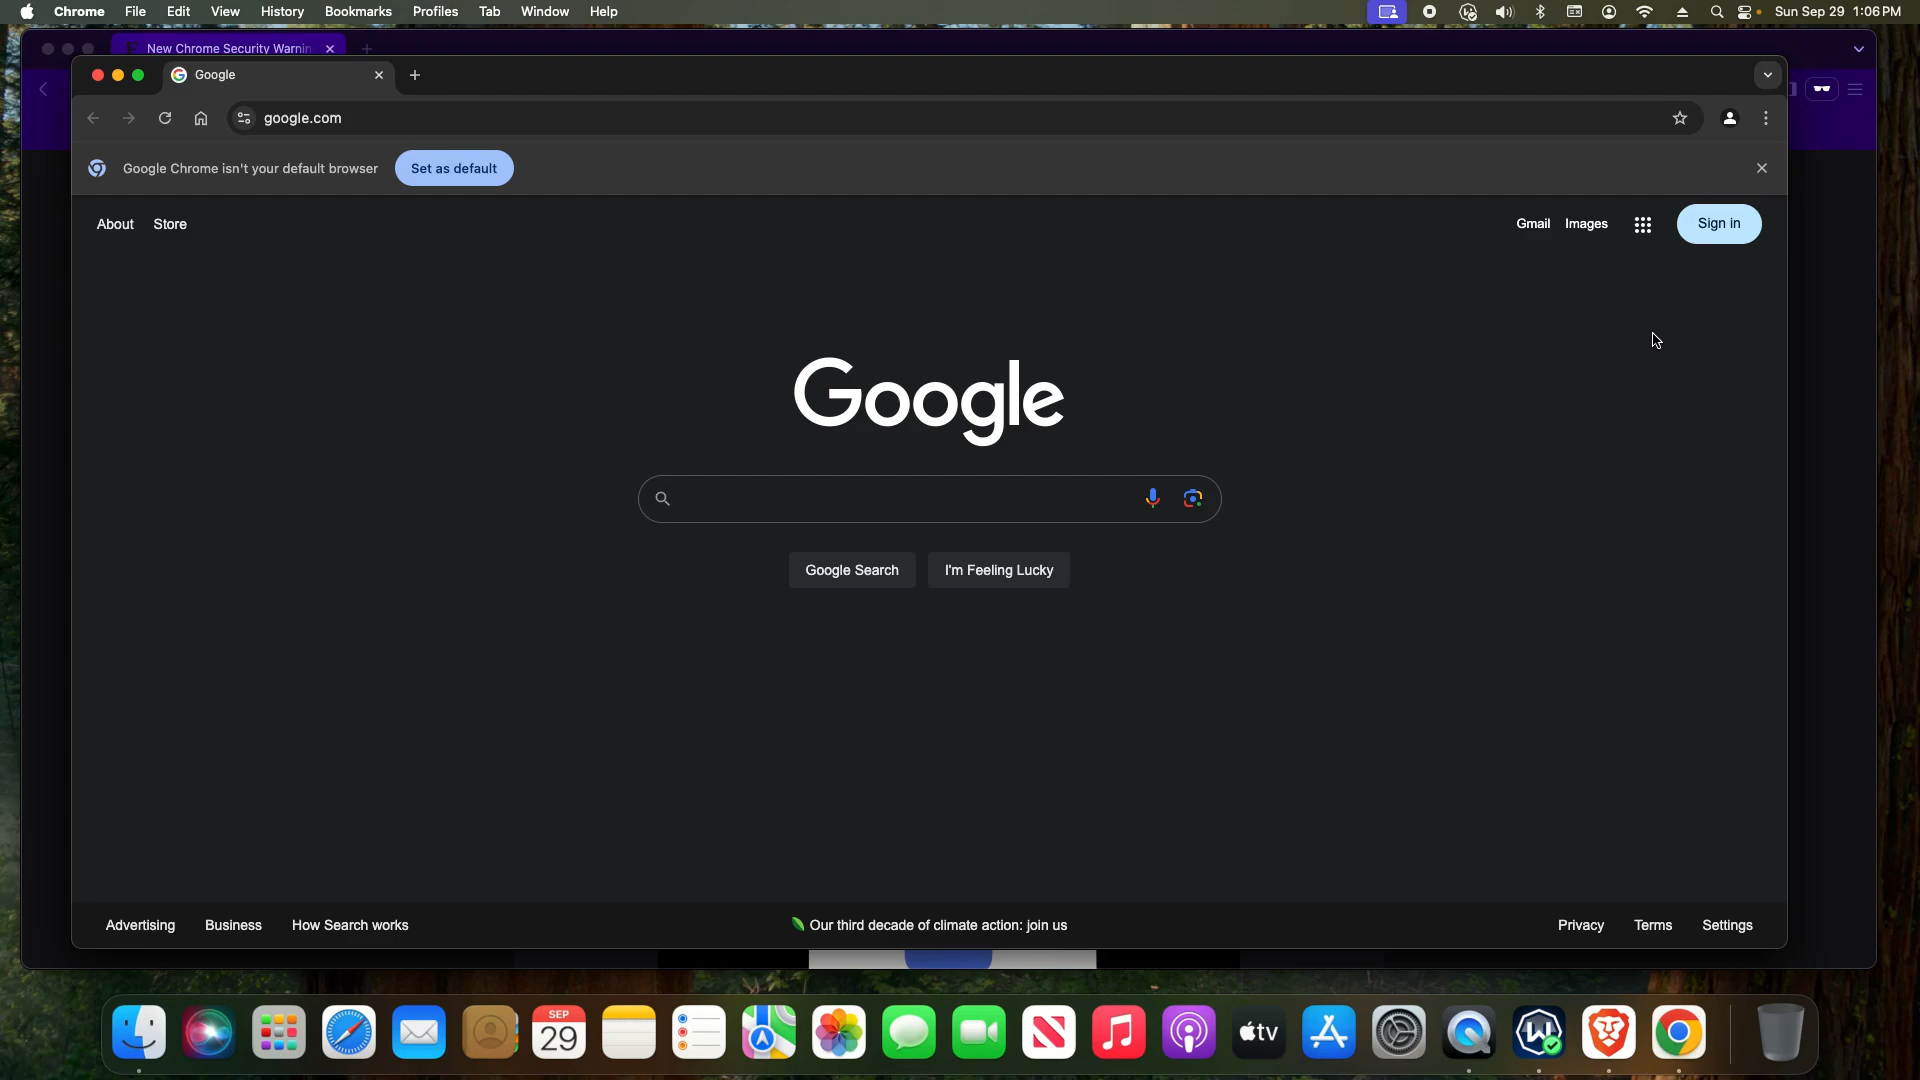 Chrome File Edit View History Bookmarks Profiles Tab Window Help Sun Sep 29 1:06 PM
New Chrome Security Warnin
Google
google.com
Google Chrome isn't your default browser Set as default
About Store Gmail Images Sign in
Google
Google Search I'm Feeling Lucky
Advertising Business How Search works Our third decade of climate action: join us Privacy Terms Settings
SEP
29
tv